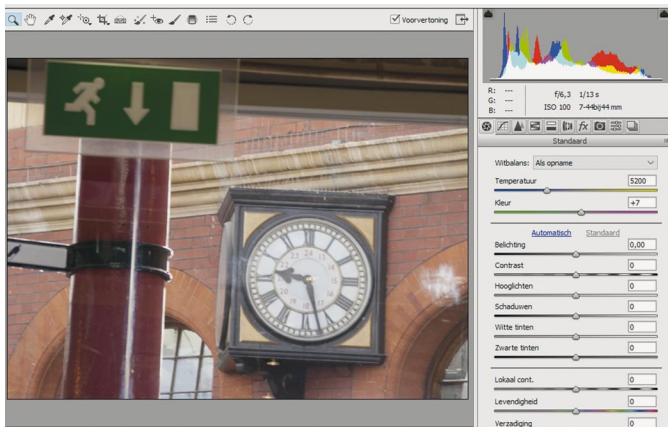 Voorvertoning
R: ---
G: ---
B: ---
f/6,3 1/13 s
ISO 100 7-44bij44 mm
fx
Standaard
Witbalans: Als opname
Temperatuur 5200
Kleur +7
Automatisch Standaard
Belichting 0,00
Contrast 0
Hooglichten 0
Schaduwen 0
Witte tinten 0
Zwarte tinten 0
Lokaal cont. 0
Levendigheid 0
Verzadiging 0